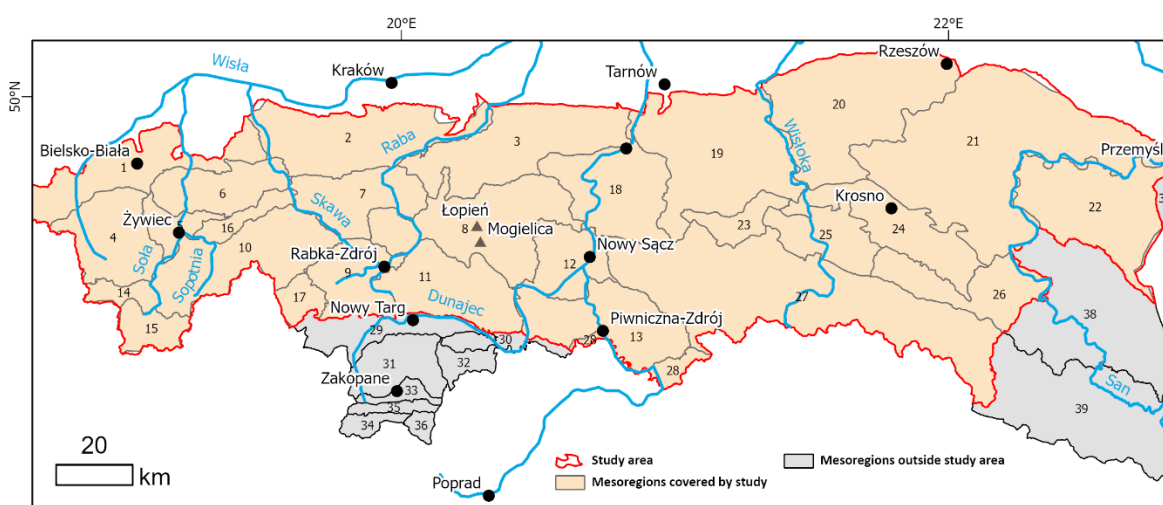 20°E
22°E
50°N
Wisła
Kraków
Tarnów
Rzeszów
Bielsko-Biała
1
2
Raba
3
19
Wisłoka
20
21
Przemyśl
6
7
18
22
3
Żywiec
4
16
10
Skawa
Łopień
8
Mogielica
23
25
Krosno
24
Soła
Sopotnia
Rabka-Zdrój
9
11
12
Nowy Sącz
14
15
17
Nowy Targ
Dunajec
Piwniczna-Zdrój
13
27
26
38
29
30
28
28
31
32
Zakopane
33
35
34
36
San
39
20
km
Poprad
Study area
Mesoregions covered by study
Mesoregions outside study area